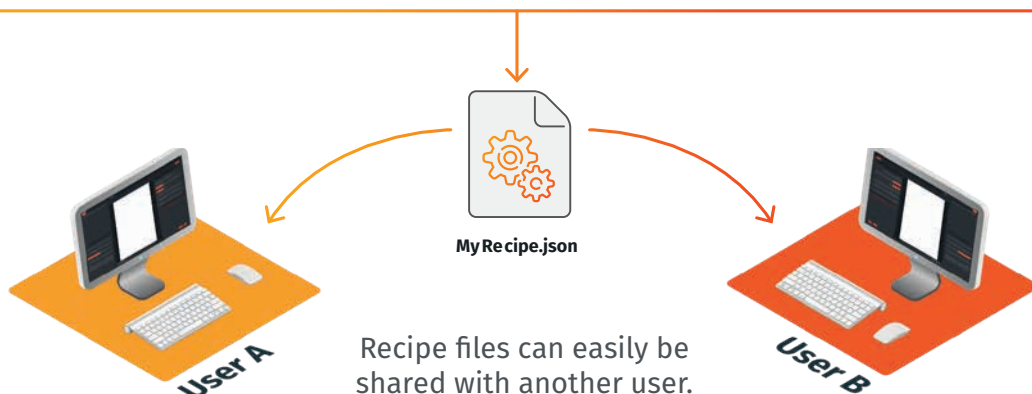 MyRecipe.json
User A
Recipe files can easily be
shared with another user.
User B